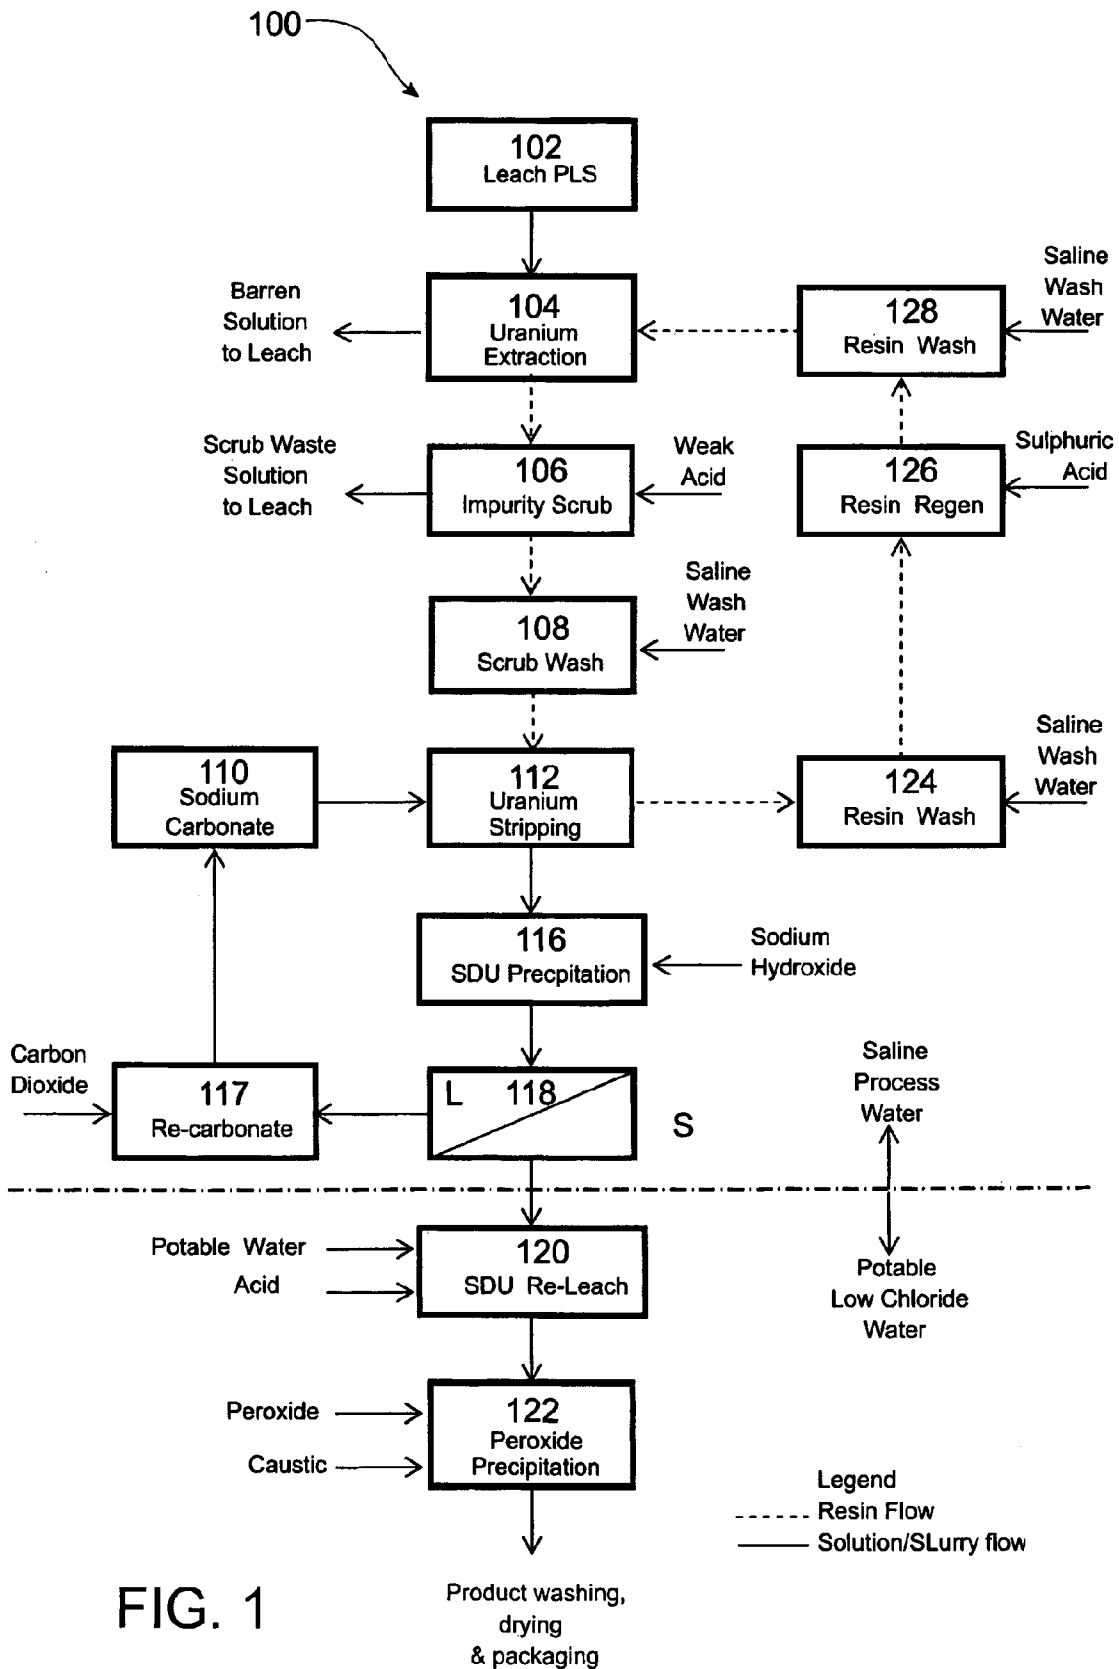 100
102
Leach PLS
Barren
Solution
to Leach
104
Uranium
Extraction
128
Resin Wash
Saline
Wash
Water
Scrub Waste
Solution
to Leach
106
Impurity Scrub
Weak
Acid
126
Resin Regen
Sulphuric
Acid
108
Scrub Wash
Saline
Wash
Water
110
Sodium
Carbonate
112
Uranium
Stripping
124
Resin Wash
Saline
Wash
Water
116
SDU Precpitation
Sodium
Hydroxide
Carbon
Dioxide
117
Re-carbonate
L 118
S
Saline
Process
Water
Potable Water
Acid
120
SDU Re-Leach
Potable
Low Chloride
Water
Peroxide
Caustic
122
Peroxide
Precipitation
Legend
Resin Flow
Solution/SLurry flow
FIG. 1
Product washing,
drying
& packaging